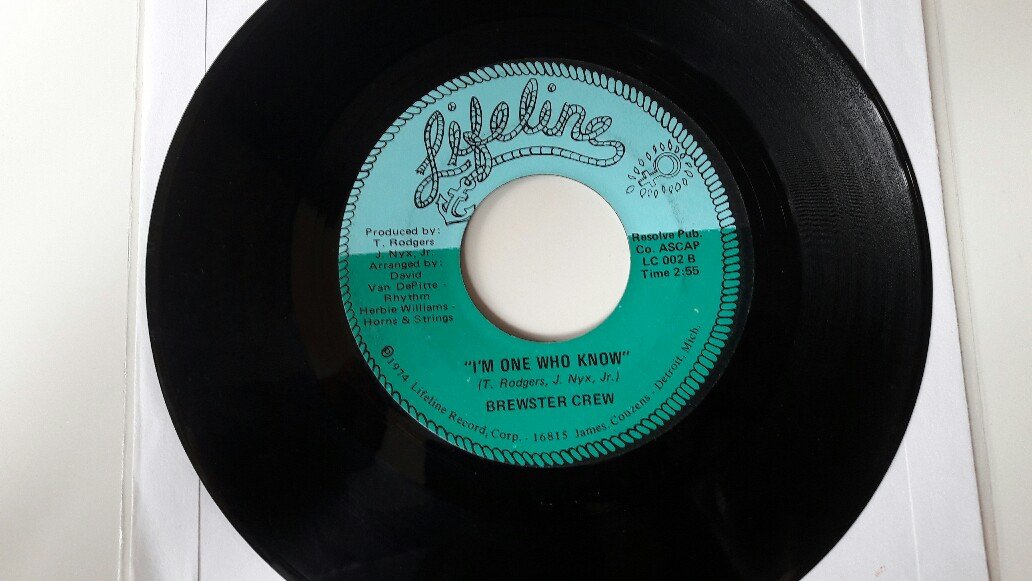 Lifeline
Produced by:
T. Rodgers
J. Nyx, Jr.
Arranged by:
David
Van DePitte -
Rhythm
Herbie Williams -
Horns & Strings
Resolve Pub.
Co. ASCAP
LC 002 B
Time 2:55
"I'M ONE WHO KNOW"
(T. Rodgers, J. Nyx, Jr.)
BREWSTER CREW
℗1974 Lifeline Record, Corp. - 16815 James Couzens - Detroit, Mich.